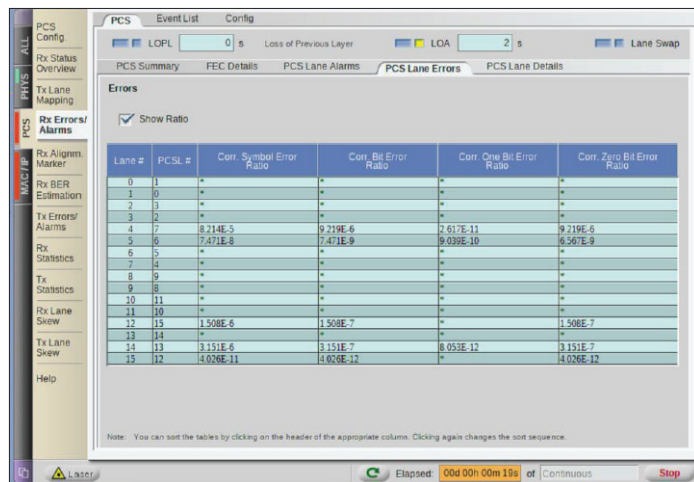 PCS Event List Config
PCS
Config.
Rx Status
Overview
Tx Lane
Mapping
Rx Errors/
Alarms
Rx Alignm.
Marker
Rx BER
Estimation
Tx Errors/
Alarms
Rx
Statistics
Tx
Statistics
Rx Lane
Skew
Tx Lane
Skew
Help
ALL
PHYS
PCS
MAC / IP
LOPL 0 s Loss of Previous Layer LOA 2 s Lane Swap
PCS Summary FEC Details PCS Lane Alarms PCS Lane Errors PCS Lane Details
Errors
Show Ratio
Lane # PCSL # Corr. Symbol Error Ratio Corr. Bit Error Ratio Corr. One Bit Error Ratio Corr. Zero Bit Error Ratio
0 1 * * * *
1 0 * * * *
2 3 * * * *
3 2 * * * *
4 7 8.214E-5 9.219E-6 2.617E-11 9.219E-6
5 6 7.471E-8 7.471E-9 9.039E-10 6.567E-9
6 5 * * * *
7 4 * * * *
8 9 * * * *
9 8 * * * *
10 11 * * * *
11 10 * * * *
12 15 1.508E-6 1.508E-7 * 1.508E-7
13 14 * * * *
14 13 3.151E-6 3.151E-7 8.053E-12 3.151E-7
15 12 4.026E-11 4.026E-12 * 4.026E-12
Note: You can sort the tables by clicking on the header of the appropriate column. Clicking again changes the sort sequence.
Laser Elapsed: 00d 00h 00m 19s of Continuous Stop